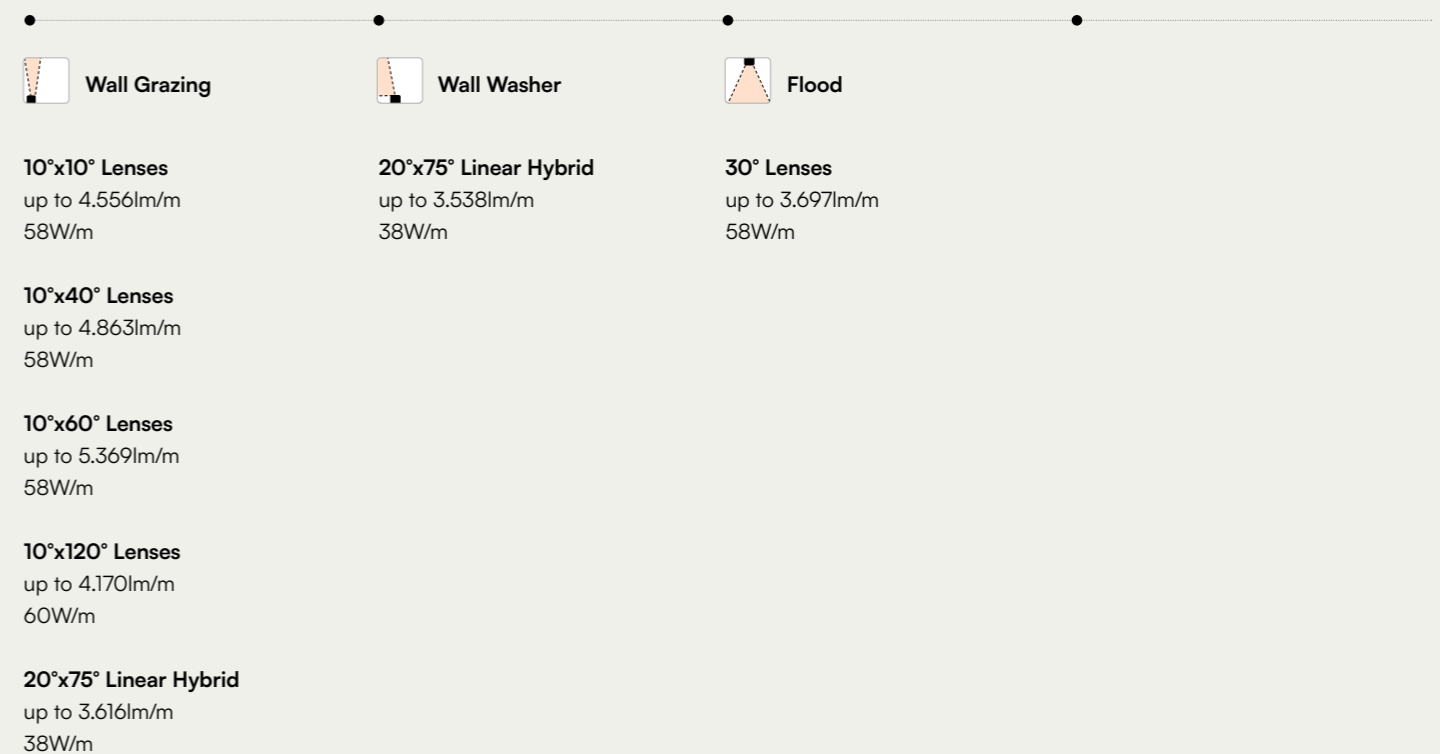 Wall Grazing
10°x10° Lenses
up to 4.556lm/m
58W/m
10°x40° Lenses
up to 4.863lm/m
58W/m
10°x60° Lenses
up to 5.369lm/m
58W/m
10°x120° Lenses
up to 4.170lm/m
60W/m
20°x75° Linear Hybrid
up to 3.616lm/m
38W/m
Wall Washer
20°x75° Linear Hybrid
up to 3.538lm/m
38W/m
Flood
30° Lenses
up to 3.697lm/m
58W/m